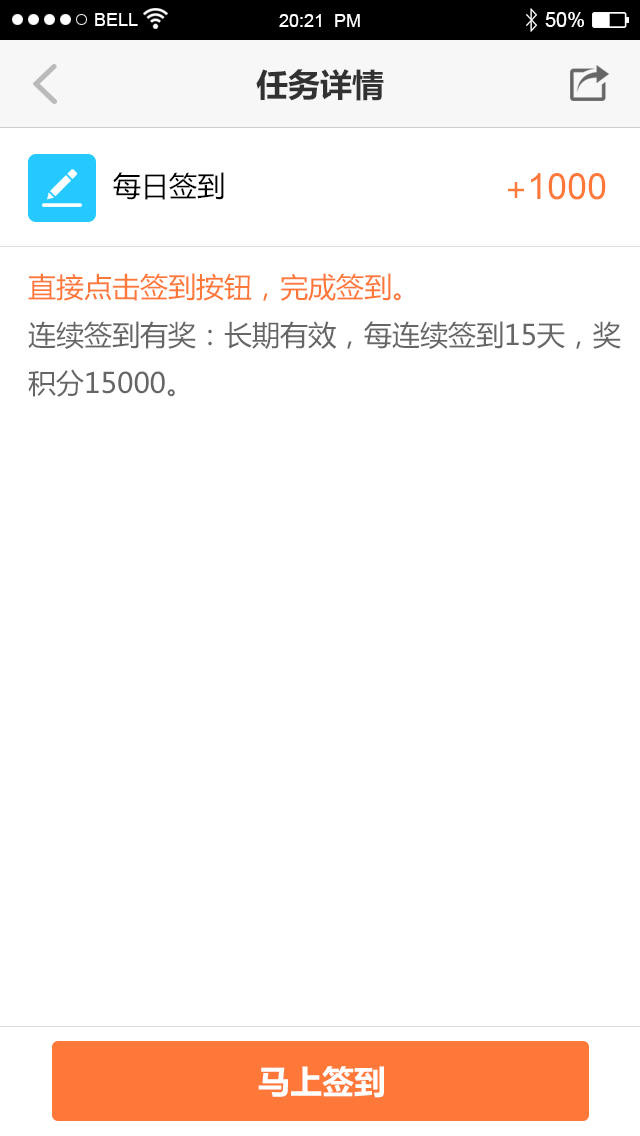 BELL 20:21 PM 50%
任务详情
每日签到 +1000
直接点击签到按钮，完成签到。
连续签到有奖：长期有效，每连续签到15天，奖
积分15000。
马上签到